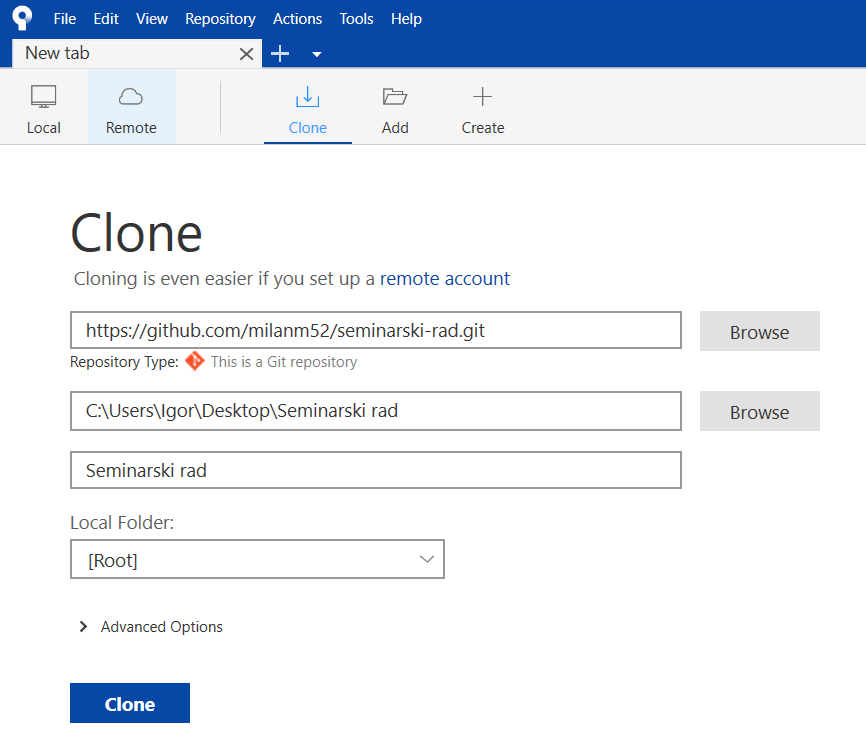 File Edit View Repository Actions Tools Help
New tab
Local Remote Clone Add Create
Clone
Cloning is even easier if you set up a remote account
https://github.com/milanm52/seminarski-rad.git Browse
Repository Type: This is a Git repository
C:\Users\Igor\Desktop\Seminarski rad Browse
Seminarski rad
Local Folder:
[Root]
Advanced Options
Clone